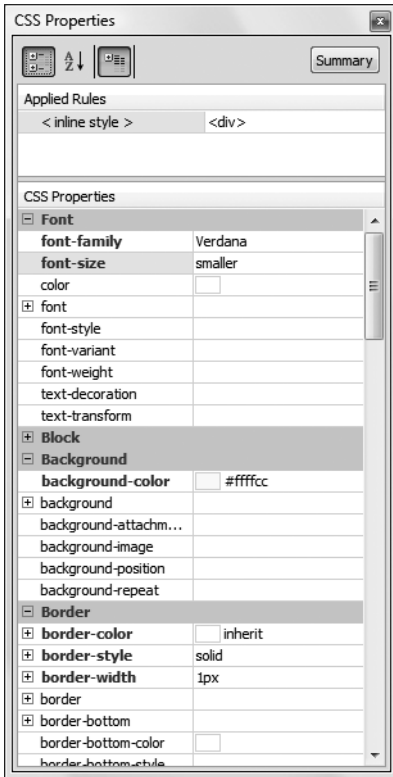 CSS Properties
A
Z
Summary
Applied Rules
< inline style > <div>
CSS Properties
Font
font-family Verdana
font-size smaller
color
font
font-style
font-variant
font-weight
text-decoration
text-transform
Block
Background
background-color #ffffcc
background
background-attachm...
background-image
background-position
background-repeat
Border
border-color inherit
border-style solid
border-width 1px
border
border-bottom
border-bottom-color
border-bottom-style